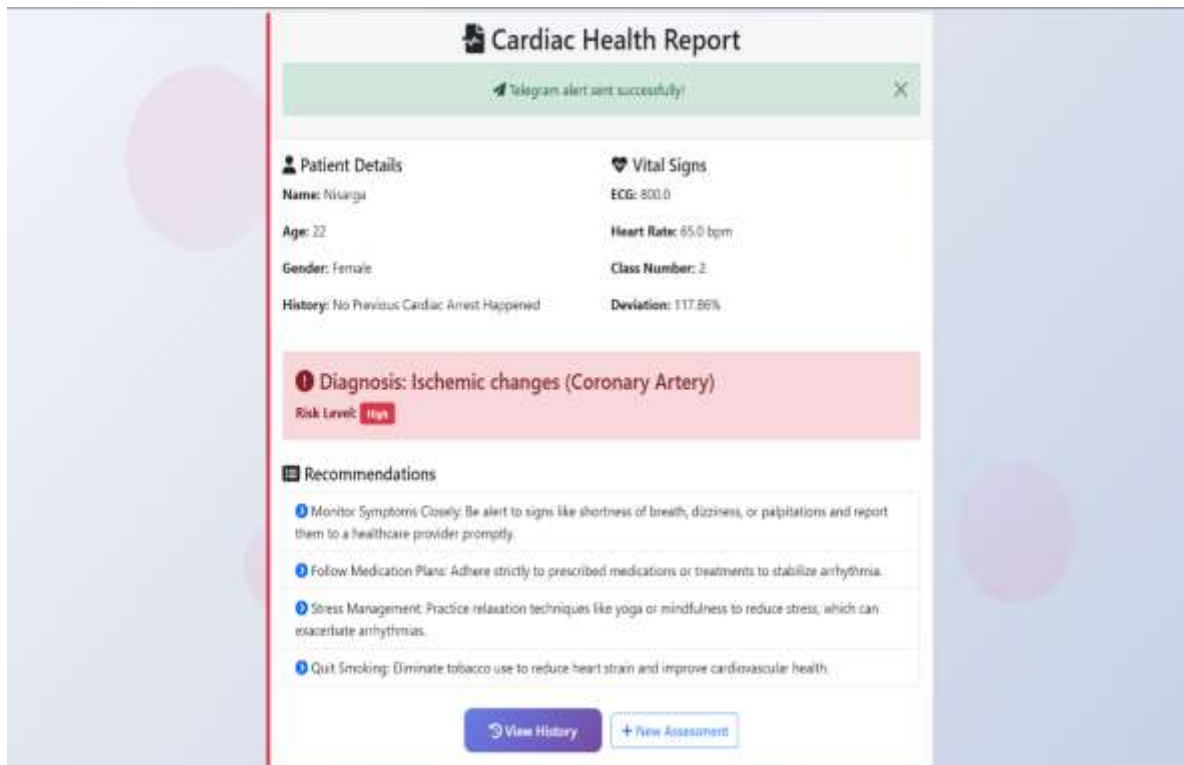 Cardiac Health Report
Telegram alert sent successfully!
Patient Details
Name: Nisarga
Age: 22
Gender: Female
History: No Previous Cardiac Arrest Happened
Vital Signs
ECG: 800.0
Heart Rate: 65.0 bpm
Class Number: 2
Deviation: 117.86%
Diagnosis: Ischemic changes (Coronary Artery)
Risk Level: High
Recommendations
Monitor Symptoms Closely: Be alert to signs like shortness of breath, dizziness, or palpitations and report
them to a healthcare provider promptly.
Follow Medication Plans: Adhere strictly to prescribed medications or treatments to stabilize arrhythmia.
Stress Management: Practice relaxation techniques like yoga or mindfulness to reduce stress, which can
exacerbate arrhythmias.
Quit Smoking: Eliminate tobacco use to reduce heart strain and improve cardiovascular health.
View History
+ New Assessment